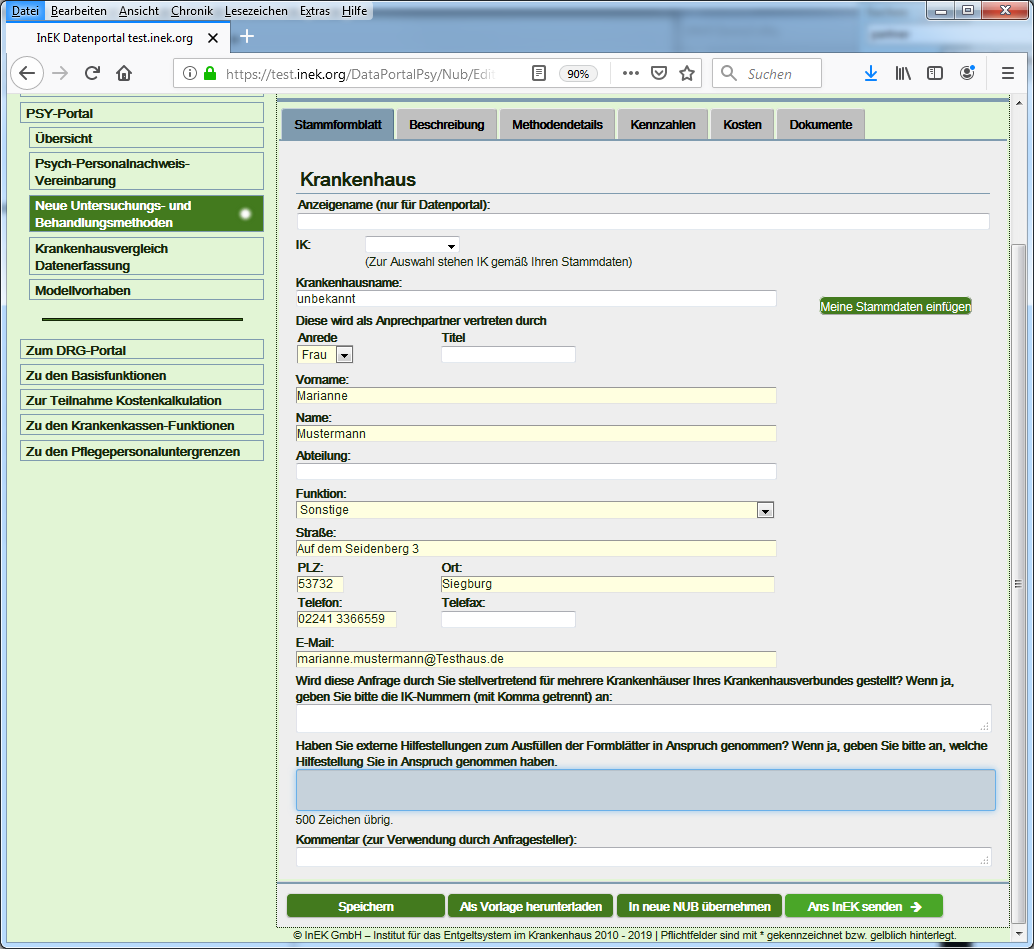 Datei Bearbeiten Ansicht Chronik Lesezeichen Extras Hilfe
InEK Datenportal test.inek.org
https://test.inek.org/DataPortalPsy/Nub/Edit
90%
Suchen
PSY-Portal
Übersicht
Psych-Personalnachweis-
Vereinbarung
Neue Untersuchungs- und
Behandlungsmethoden
Krankenhausvergleich
Datenerfassung
Modellvorhaben
Zum DRG-Portal
Zu den Basisfunktionen
Zur Teilnahme Kostenkalkulation
Zu den Krankenkassen-Funktionen
Zu den Pflegepersonaluntergrenzen
Stammformblatt Beschreibung Methodendetails Kennzahlen Kosten Dokumente
Krankenhaus
Anzeigename (nur für Datenportal):
IK:
(Zur Auswahl stehen IK gemäß Ihren Stammdaten)
Krankenhausname:
unbekannt
Meine Stammdaten einfügen
Diese wird als Anprechpartner vertreten durch
Anrede Titel
Frau
Vorname:
Marianne
Name:
Mustermann
Abteilung:
Funktion:
Sonstige
Straße:
Auf dem Seidenberg 3
PLZ: Ort:
53732 Siegburg
Telefon: Telefax:
02241 3366559
E-Mail:
marianne.mustermann@Testhaus.de
Wird diese Anfrage durch Sie stellvertretend für mehrere Krankenhäuser Ihres Krankenhausverbundes gestellt? Wenn ja,
geben Sie bitte die IK-Nummern (mit Komma getrennt) an:
Haben Sie externe Hilfestellungen zum Ausfüllen der Formblätter in Anspruch genommen? Wenn ja, geben Sie bitte an, welche
Hilfestellung Sie in Anspruch genommen haben.
500 Zeichen übrig.
Kommentar (zur Verwendung durch Anfragesteller):
Speichern Als Vorlage herunterladen In neue NUB übernehmen Ans InEK senden
© InEK GmbH – Institut für das Entgeltsystem im Krankenhaus 2010 - 2019 | Pflichtfelder sind mit * gekennzeichnet bzw. gelblich hinterlegt.